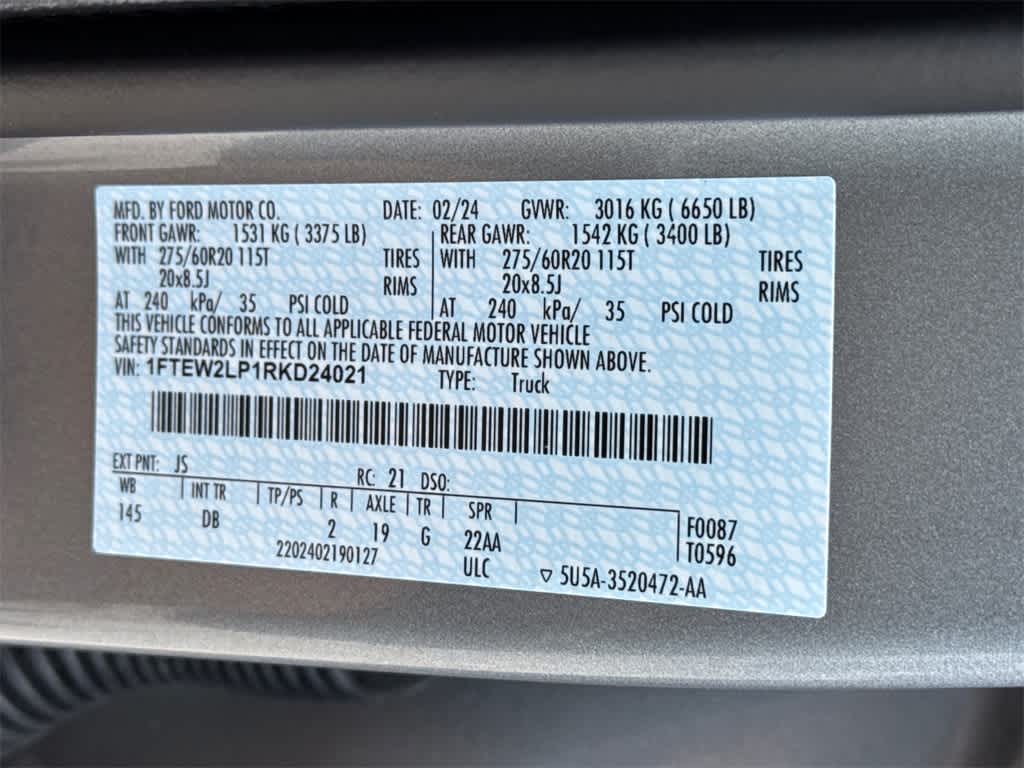 MFD. BY FORD MOTOR CO. DATE: 02/24 GVWR: 3016 KG ( 6650 LB)
FRONT GAWR: 1531 KG ( 3375 LB) REAR GAWR: 1542 KG ( 3400 LB)
WITH 275/60R20 115T TIRES WITH 275/60R20 115T TIRES
20x8.5J RIMS 20x8.5J RIMS
AT 240 kPa/ 35 PSI COLD AT 240 kPa/ 35 PSI COLD
THIS VEHICLE CONFORMS TO ALL APPLICABLE FEDERAL MOTOR VEHICLE
SAFETY STANDARDS IN EFFECT ON THE DATE OF MANUFACTURE SHOWN ABOVE.
VIN: 1FTEW2LP1RKD24021 TYPE: Truck
EXT PNT: JS RC: 21 DSO:
WB INT TR TP/PS R AXLE TR SPR
145 DB 2 19 G 22AA F0087
2202402190127 ULC T0596
▽ 5U5A-3520472-AA